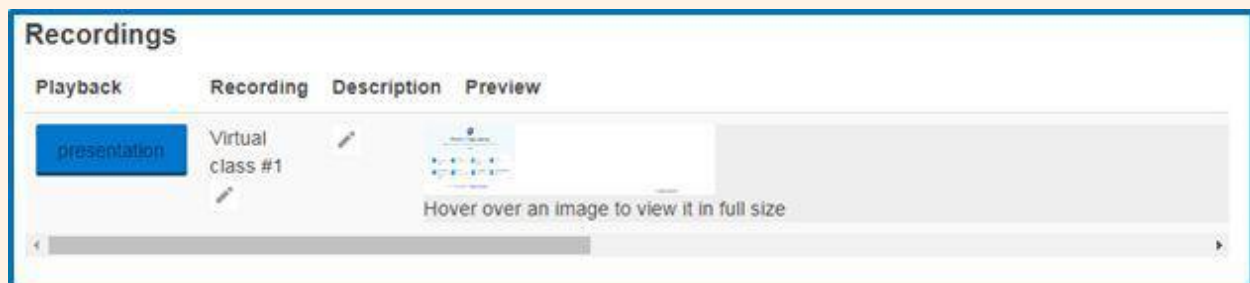 Recordings
Playback Recording Description Preview
presentation
Virtual
class #1
Hover over an image to view it in full size